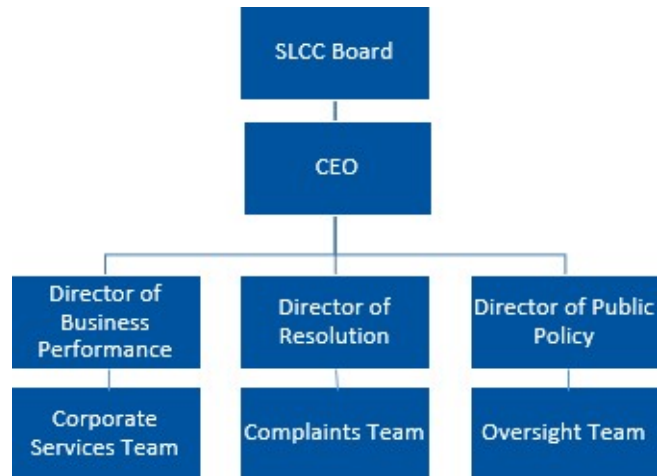 SLCC Board
CEO
Director of
Business
Performance
Director of
Resolution
Director of Public
Policy
Corporate
Services Team
Complaints Team
Oversight Team